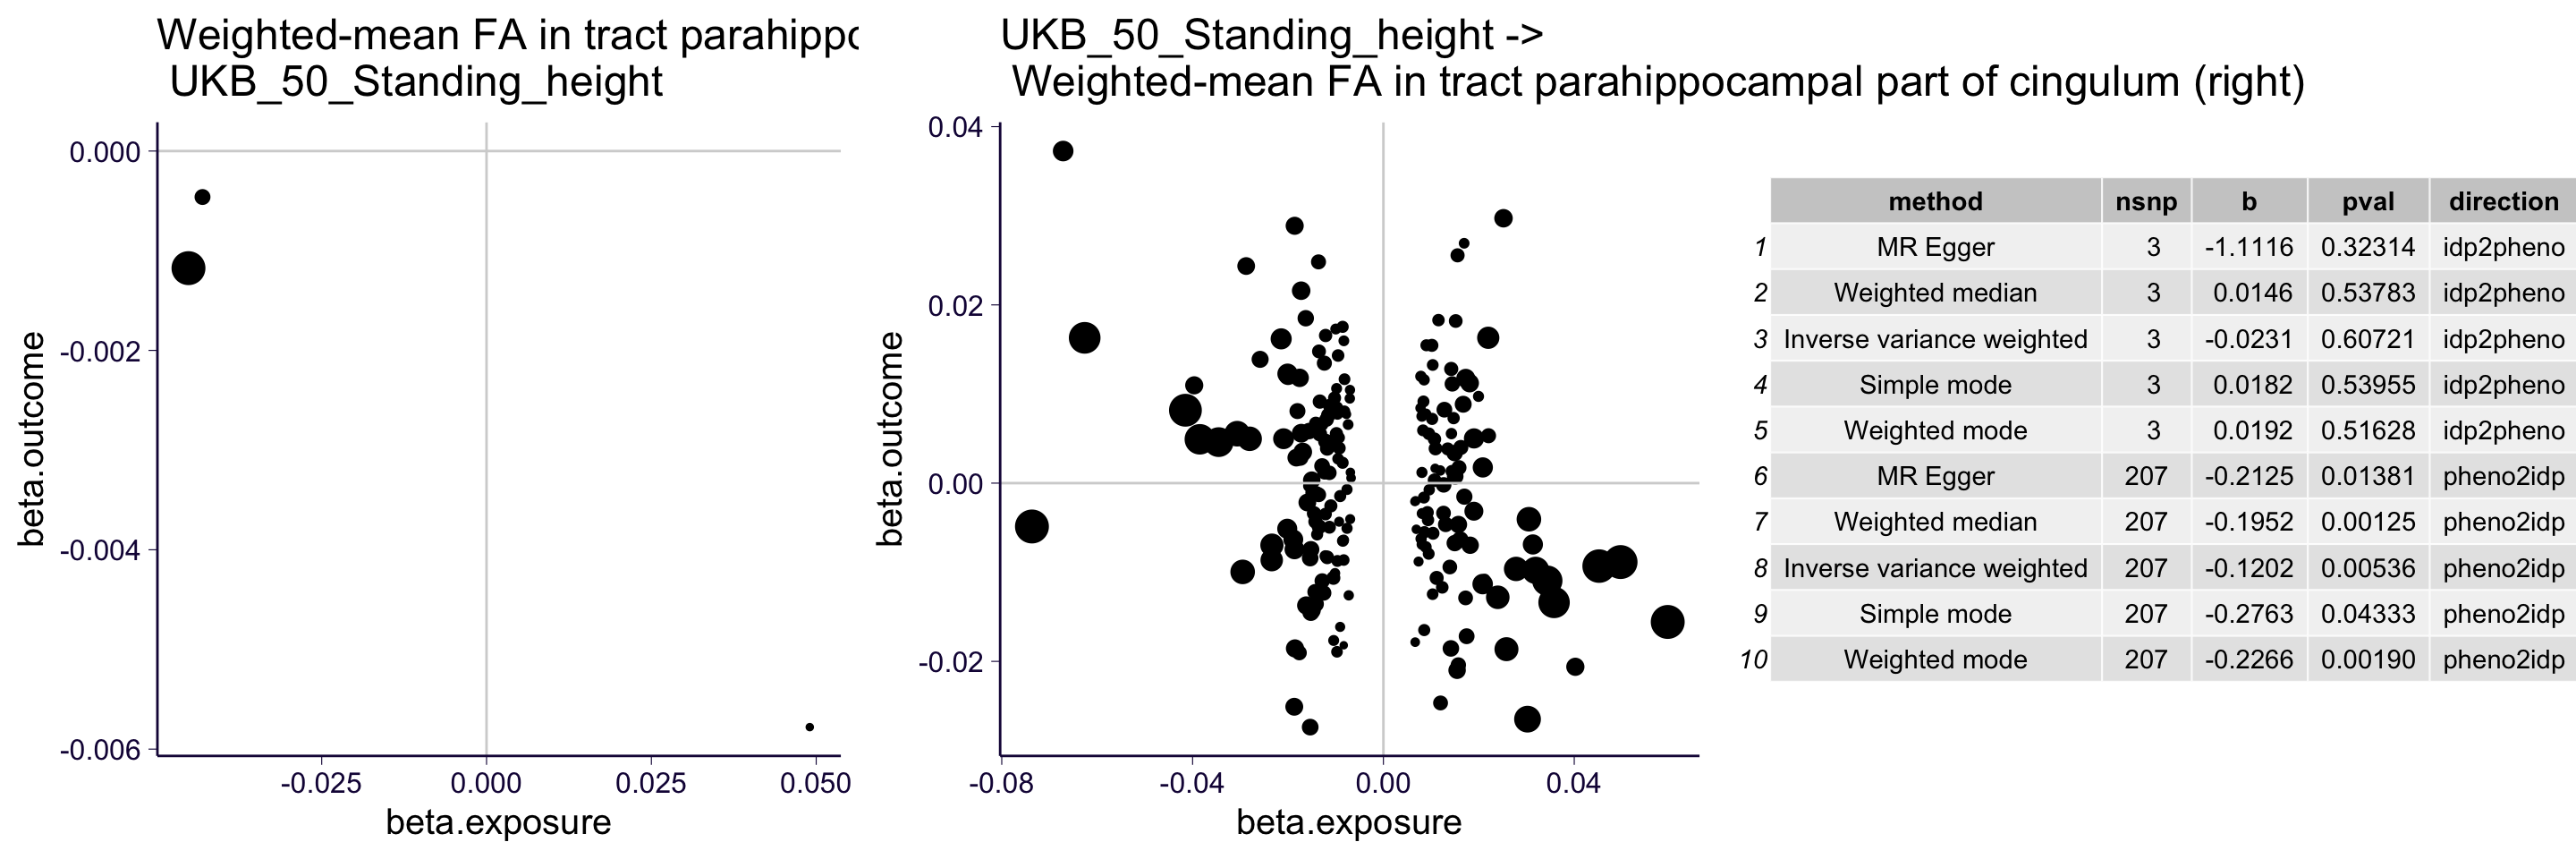 Weighted-mean FA in tract parahippo
UKB_50_Standing_height
0.000
-0.002
-0.004
-0.006
beta.outcome
-0.025 0.000 0.025 0.050
beta.exposure
UKB_50_Standing_height ->
Weighted-mean FA in tract parahippocampal part of cingulum (right)
0.04
0.02
0.00
-0.02
beta.outcome
-0.08 -0.04 0.00 0.04
beta.exposure
method nsnp b pval direction
1 MR Egger 3 -1.1116 0.32314 idp2pheno
2 Weighted median 3 0.0146 0.53783 idp2pheno
3 Inverse variance weighted 3 -0.0231 0.60721 idp2pheno
4 Simple mode 3 0.0182 0.53955 idp2pheno
5 Weighted mode 3 0.0192 0.51628 idp2pheno
6 MR Egger 207 -0.2125 0.01381 pheno2idp
7 Weighted median 207 -0.1952 0.00125 pheno2idp
8 Inverse variance weighted 207 -0.1202 0.00536 pheno2idp
9 Simple mode 207 -0.2763 0.04333 pheno2idp
10 Weighted mode 207 -0.2266 0.00190 pheno2idp